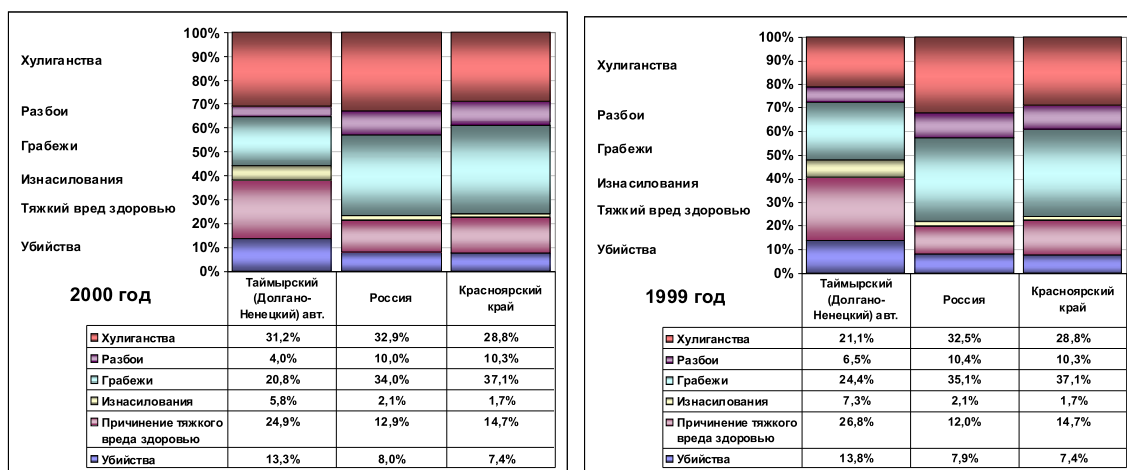 100%
90%
80%
70%
60%
50%
40%
30%
20%
10%
0%
Хулиганства
Разбои
Грабежи
Изнасилования
Тяжкий вред здоровью
Убийства
2000 год
Таймырский (Долгано-Ненецкий) авт.
Россия
Красноярский край
Хулиганства 31,2% 32,9% 28,8%
Разбои 4,0% 10,0% 10,3%
Грабежи 20,8% 34,0% 37,1%
Изнасилования 5,8% 2,1% 1,7%
Причинение тяжкого вреда здоровью 24,9% 12,9% 14,7%
Убийства 13,3% 8,0% 7,4%
100%
90%
80%
70%
60%
50%
40%
30%
20%
10%
0%
Хулиганства
Разбои
Грабежи
Изнасилования
Тяжкий вред здоровью
Убийства
1999 год
Таймырский (Долгано-Ненецкий) авт.
Россия
Красноярский край
Хулиганства 21,1% 32,5% 28,8%
Разбои 6,5% 10,4% 10,3%
Грабежи 24,4% 35,1% 37,1%
Изнасилования 7,3% 2,1% 1,7%
Причинение тяжкого вреда здоровью 26,8% 12,0% 14,7%
Убийства 13,8% 7,9% 7,4%